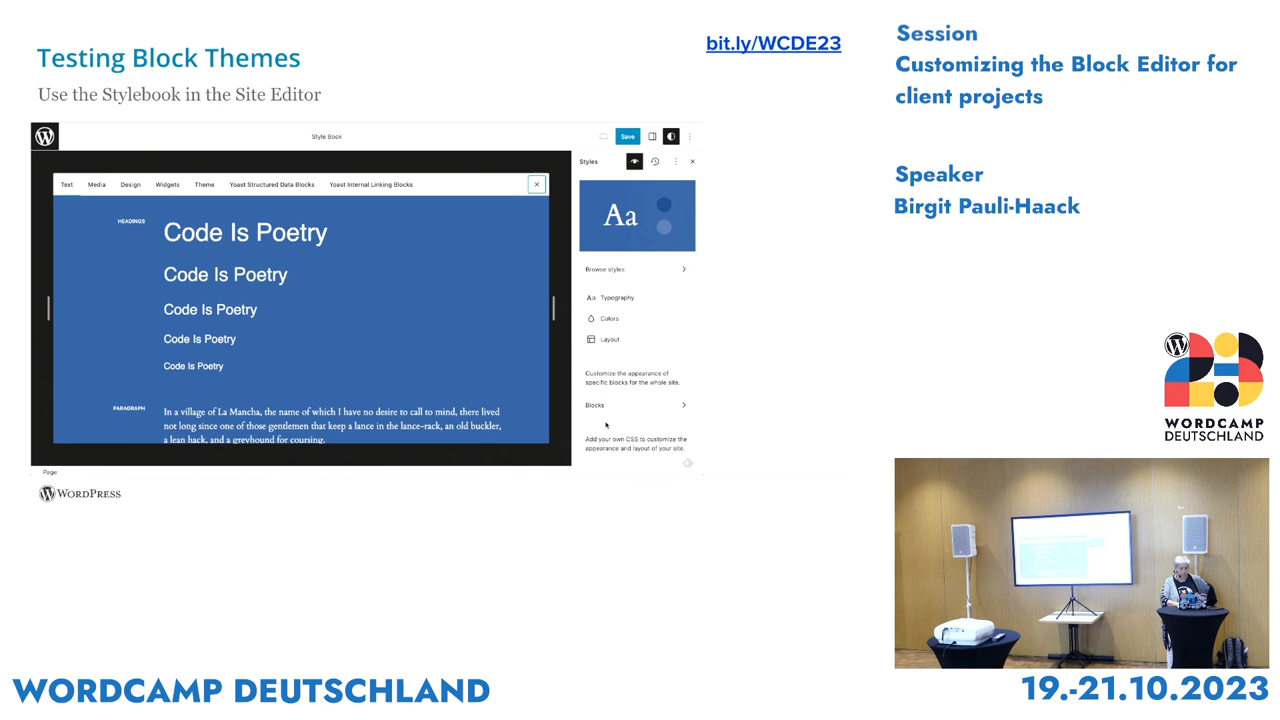 Testing Block Themes
bit.ly/WCDE23
Use the Stylebook in the Site Editor
Style Book
Save
Styles
Text Media Design Widgets Theme Yoast Structured Data Blocks Yoast Internal Linking Blocks
HEADINGS
Code Is Poetry
Code Is Poetry
Code Is Poetry
Code Is Poetry
Code Is Poetry
PARAGRAPH
In a village of La Mancha, the name of which I have no desire to call to mind, there lived
not long since one of those gentlemen that keep a lance in the lance-rack, an old buckler,
a lean hack, and a greyhound for coursing.
Aa
Browse styles
Aa Typography
Colors
Layout
Customize the appearance of
specific blocks for the whole site.
Blocks
Add your own CSS to customize the
appearance and layout of your site.
Page
WORDPRESS
Session
Customizing the Block Editor for
client projects
Speaker
Birgit Pauli-Haack
WORDCAMP
DEUTSCHLAND
WORDCAMP DEUTSCHLAND
19.-21.10.2023